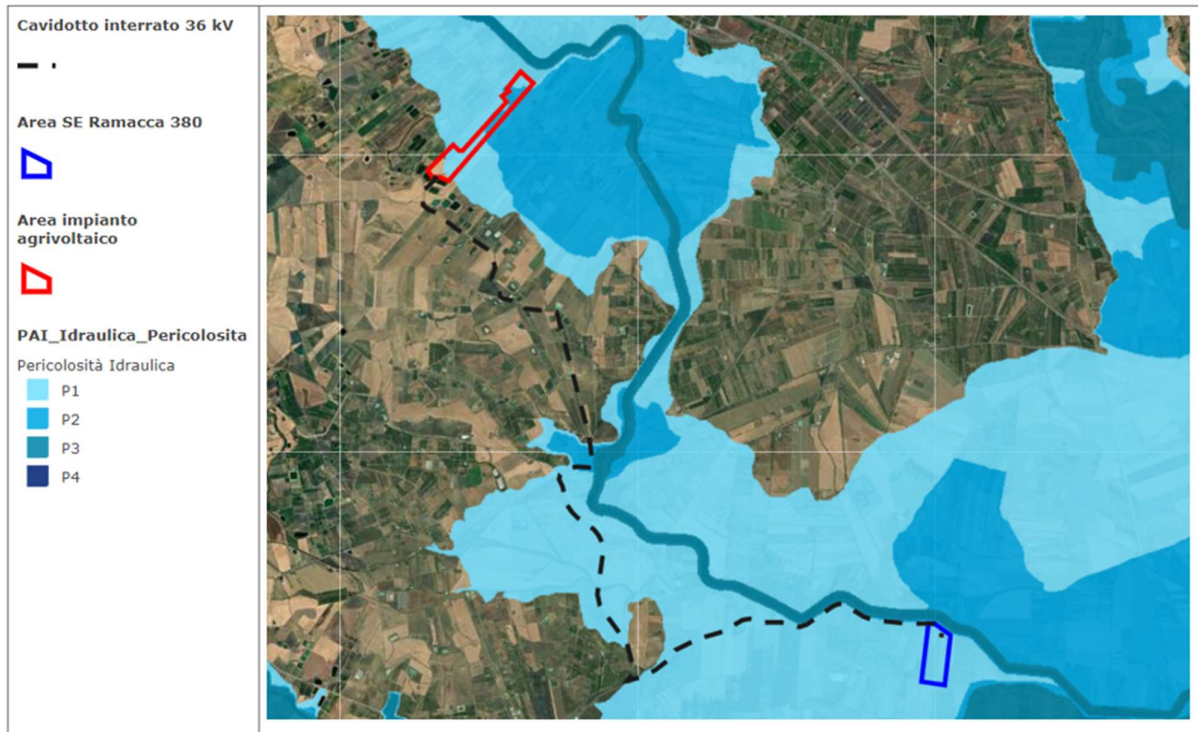 Cavidotto interrato 36 kV
Area SE Ramacca 380
Area impianto
agrivoltaico
PAI_Idraulica_Pericolosita
Pericolosità Idraulica
P1
P2
P3
P4